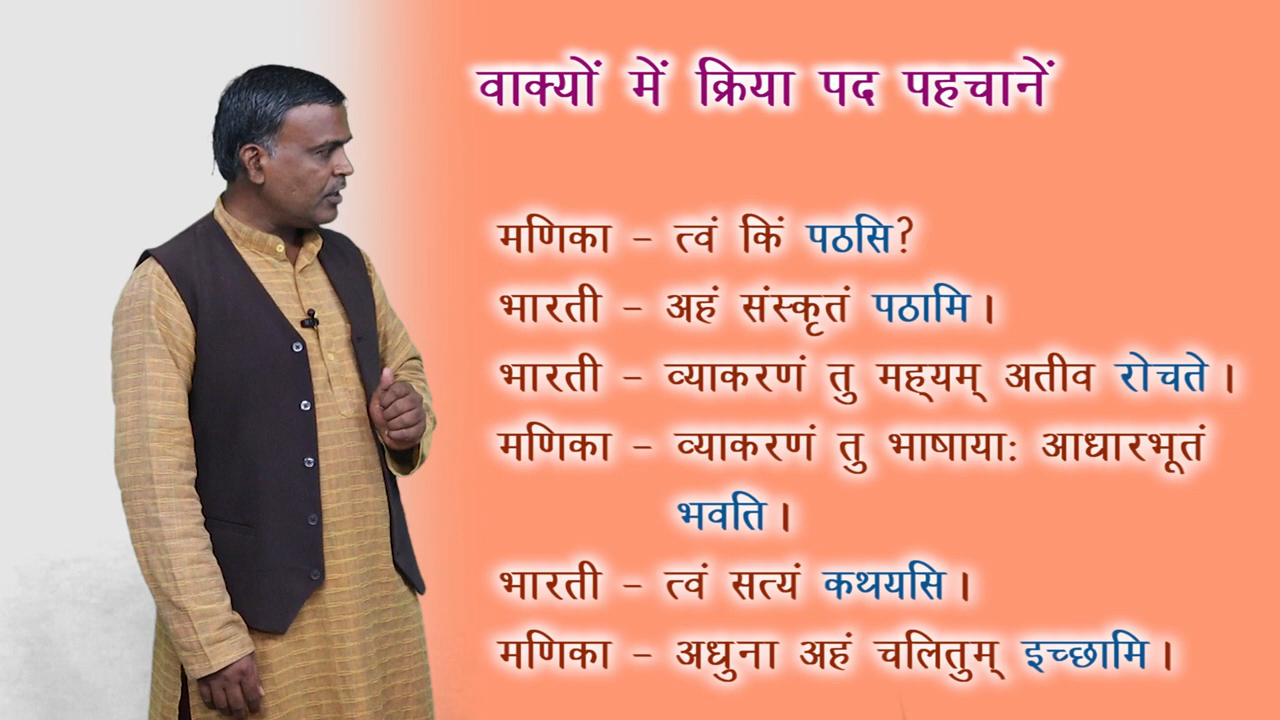 वाक्यों में क्रिया पद पहचानें
मणिका - त्वं किं पठसि?
भारती - अहं संस्कृतं पठामि।
भारती - व्याकरणं तु मह्यम् अतीव रोचते।
मणिका - व्याकरणं तु भाषाया: आधारभूतं
भवति।
भारती - त्वं सत्यं कथयसि।
मणिका - अधुना अहं चलितुम् इच्छामि।